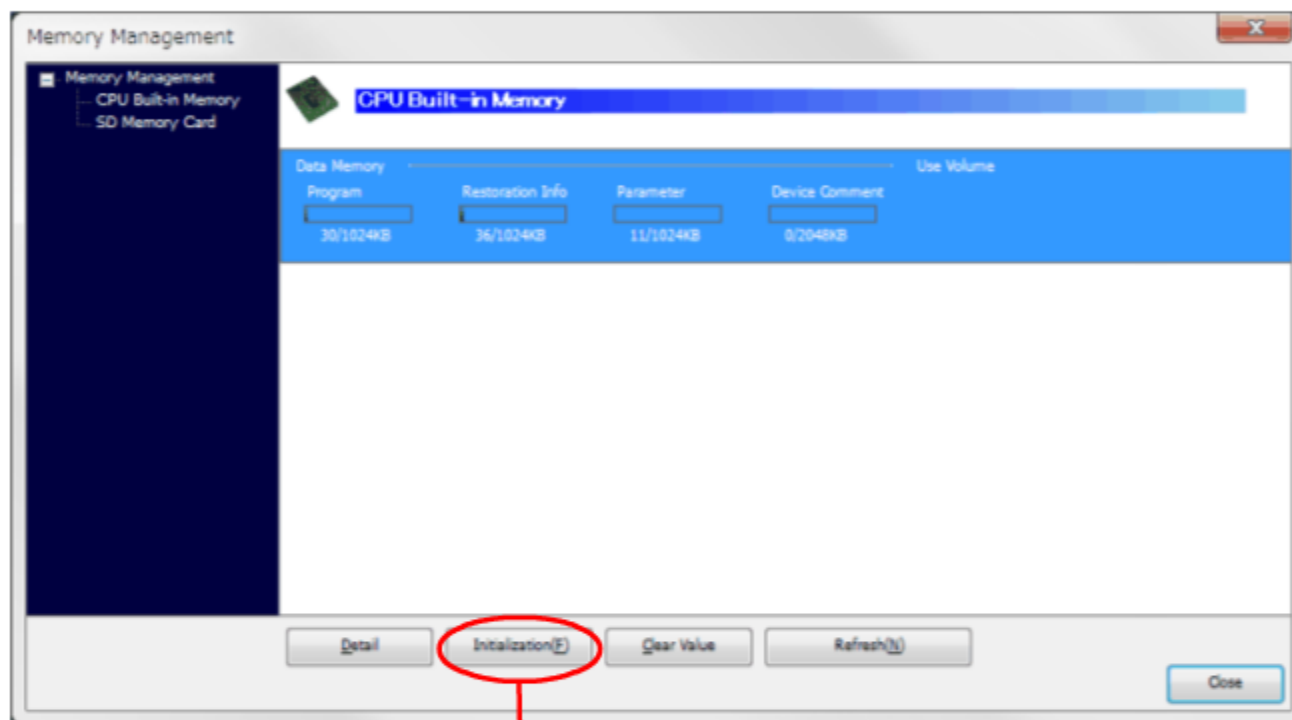 Memory Management
Memory Management
CPU Built-in Memory
SD Memory Card
CPU Built-in Memory
Data Memory Use Volume
Program Restoration Info Parameter Device Comment
30/1024KB 36/1024KB 11/1024KB 0/2048KB
Detail Initialization(F) Clear Value Refresh(N)
Close